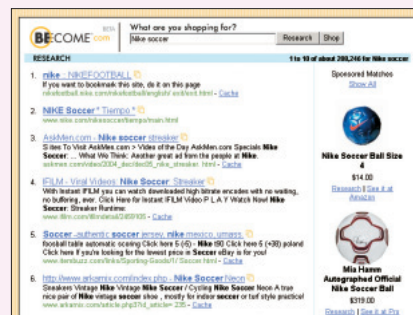 BECOME.com BETA
What are you shopping for?
Nike soccer
Research
Shop
RESEARCH
1 to 10 of about 200,246 for Nike soccer
1. nike :: NIKEFOOTBALL
If you want to bookmark this site, do it on this page
- Cache
2. NIKE Soccer * Tiempo *
www.nike.com/nikesoccer/tiempo/main.html
3. AskMen.com - Nike soccer streaker
Sites To Visit AskMen.com > Video of the Day AskMen.com Specials Nike
Soccer: ... What We Think: Another great ad from the people at Nike.
- Cache
4. IFILM - Viral Videos: Nike Soccer: Streaker
With Instant IFILM you can watch downloaded high bitrate encodes with no waiting,
no buffering, ever. Click Here for Instant IFILM Video P L A Y Watch Now! Nike
Soccer: Streaker Runtime:
- Cache
5. Soccer -authentic soccer jersey, nike mexico, umass,
foosball table automatic scoring Click here 5 (-6) - Nike t90 Click here 5 (+38) poland
Click here If you're looking for the lowest price in Soccer eBay is for you!
- Cache
6. http://www.arkamix.com/index.php - Nike Soccer Neon
Sneakers Vintage Nike Vintage Nike Soccer / Cycling Nike Soccer Neon A true
nice pair of Nike vintage soccer shoe , mostly for indoor soccer or turf style practice!
- Cache
Sponsored Matches
Show All
Nike Soccer Ball Size
4
$14.00
Research | See it at
Amazon
Mia Hamm
Autographed Official
Nike Soccer Ball
$319.00
Research | See it at Pro